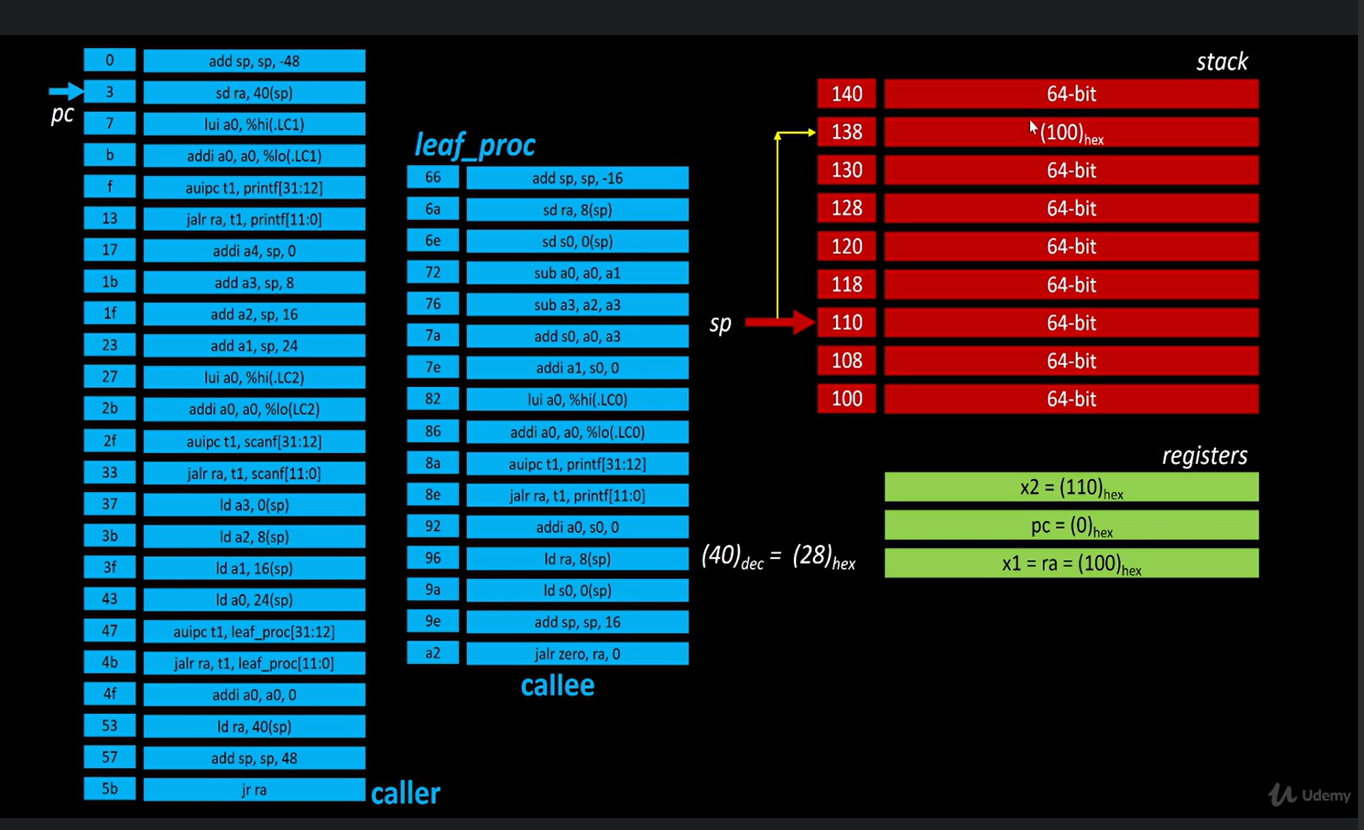 0 add sp, sp, -48
3 sd ra, 40(sp)
pc
7 lui a0, %hi(.LC1)
b addi a0, a0, %lo(.LC1)
f auipc t1, printf[31:12]
13 jalr ra, t1, printf[11:0]
17 addi a4, sp, 0
1b add a3, sp, 8
1f add a2, sp, 16
23 add a1, sp, 24
27 lui a0, %hi(.LC2)
2b addi a0, a0, %lo(LC2)
2f auipc t1, scanf[31:12]
33 jalr ra, t1, scanf[11:0]
37 ld a3, 0(sp)
3b ld a2, 8(sp)
3f ld a1, 16(sp)
43 ld a0, 24(sp)
47 auipc t1, leaf_proc[31:12]
4b jalr ra, t1, leaf_proc[11:0]
4f addi a0, a0, 0
53 ld ra, 40(sp)
57 add sp, sp, 48
5b jr ra
caller
leaf_proc
66 add sp, sp, -16
6a sd ra, 8(sp)
6e sd s0, 0(sp)
72 sub a0, a0, a1
76 sub a3, a2, a3
7a add s0, a0, a3
7e addi a1, s0, 0
82 lui a0, %hi(.LC0)
86 addi a0, a0, %lo(.LC0)
8a auipc t1, printf[31:12]
8e jalr ra, t1, printf[11:0]
92 addi a0, s0, 0
96 ld ra, 8(sp)
9a ld s0, 0(sp)
9e add sp, sp, 16
a2 jalr zero, ra, 0
callee
stack
140 64-bit
138 (100)hex
130 64-bit
128 64-bit
120 64-bit
118 64-bit
sp 110 64-bit
108 64-bit
100 64-bit
registers
x2 = (110)hex
pc = (0)hex
(40)dec = (28)hex
x1 = ra = (100)hex
Udemy